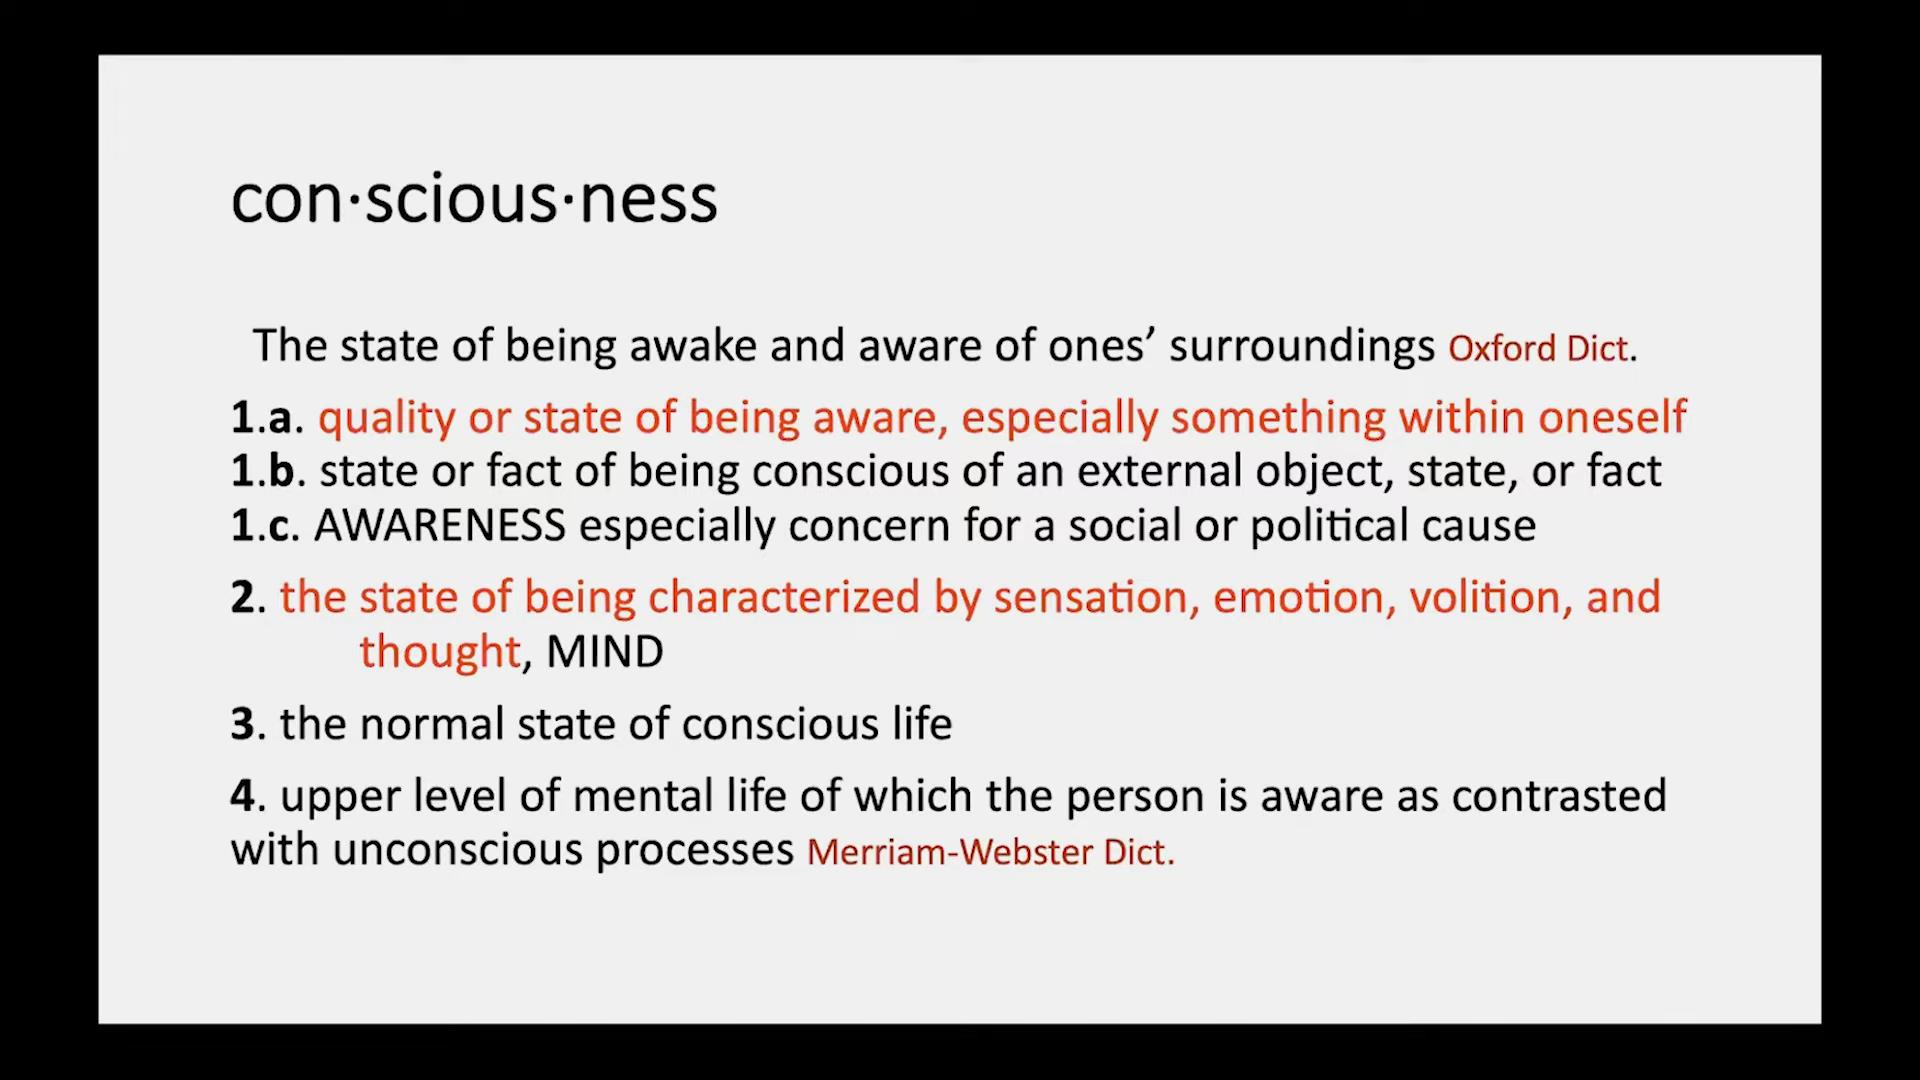 con·scious·ness
The state of being awake and aware of ones’ surroundings Oxford Dict.
1.a. quality or state of being aware, especially something within oneself
1.b. state or fact of being conscious of an external object, state, or fact
1.c. AWARENESS especially concern for a social or political cause
2. the state of being characterized by sensation, emotion, volition, and
thought, MIND
3. the normal state of conscious life
4. upper level of mental life of which the person is aware as contrasted
with unconscious processes Merriam-Webster Dict.